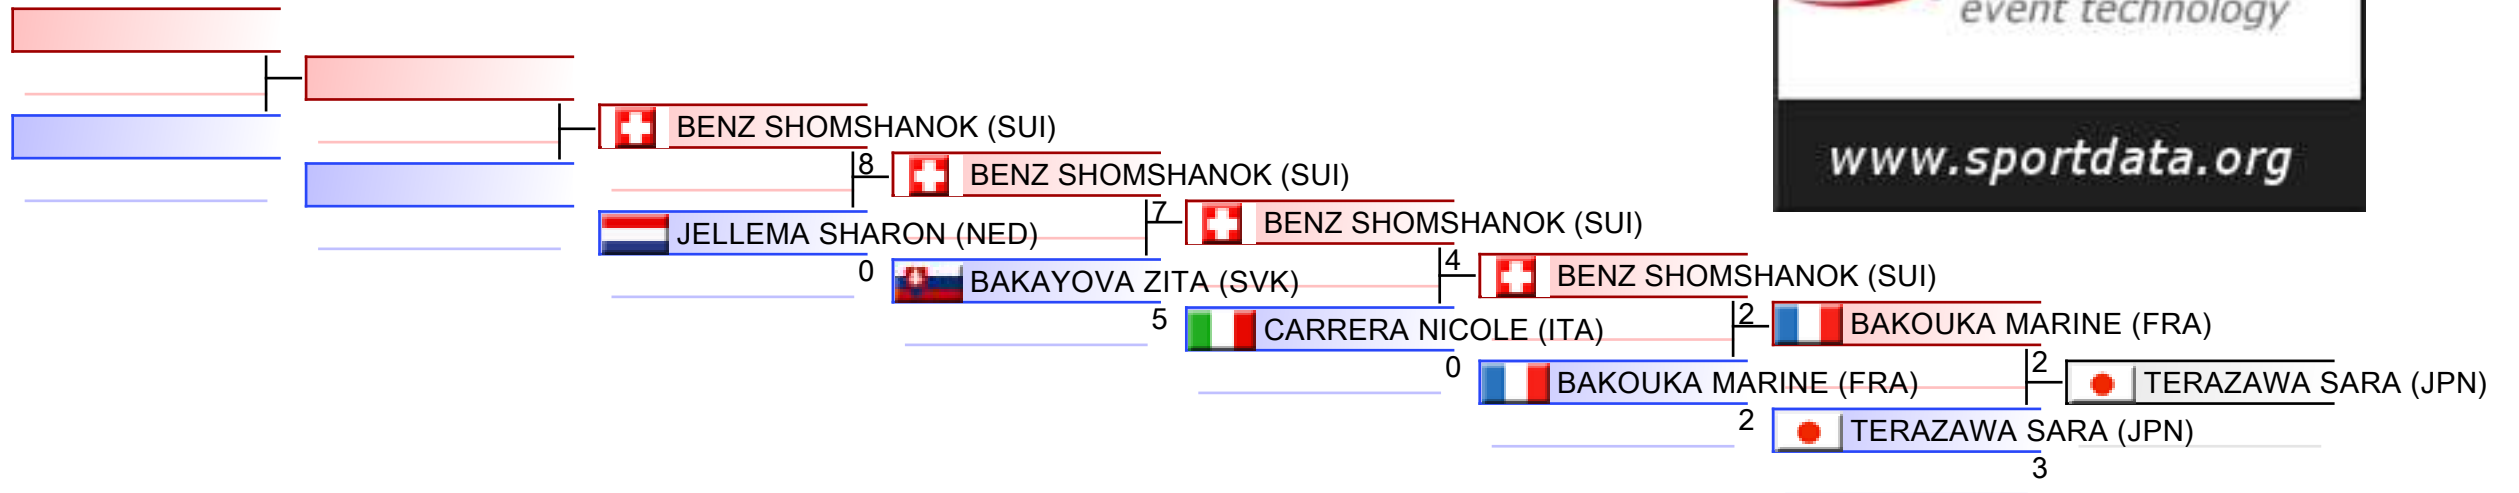 event technology
www.sportdata.org
BENZ SHOMSHANOK (SUI)
8
JELLEMA SHARON (NED)
0
BENZ SHOMSHANOK (SUI)
7
BAKAYOVA ZITA (SVK)
5
BENZ SHOMSHANOK (SUI)
4
CARRERA NICOLE (ITA)
0
BENZ SHOMSHANOK (SUI)
2
BAKOUKA MARINE (FRA)
2
BAKOUKA MARINE (FRA)
2
TERAZAWA SARA (JPN)
3
TERAZAWA SARA (JPN)